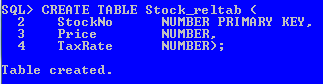 SQL> CREATE TABLE Stock_reltab (
2 StockNo NUMBER PRIMARY KEY,
3 Price NUMBER,
4 TaxRate NUMBER);
Table created.